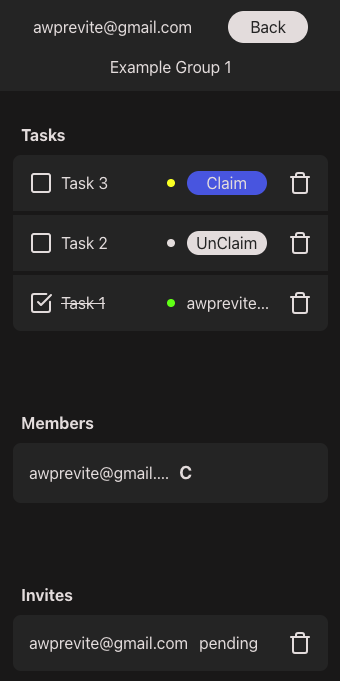 awprevite@gmail.com Back
Example Group 1
Tasks
Task 3 Claim
Task 2 UnClaim
Task 1 awprevite...
Members
awprevite@gmail.... C
Invites
awprevite@gmail.com pending